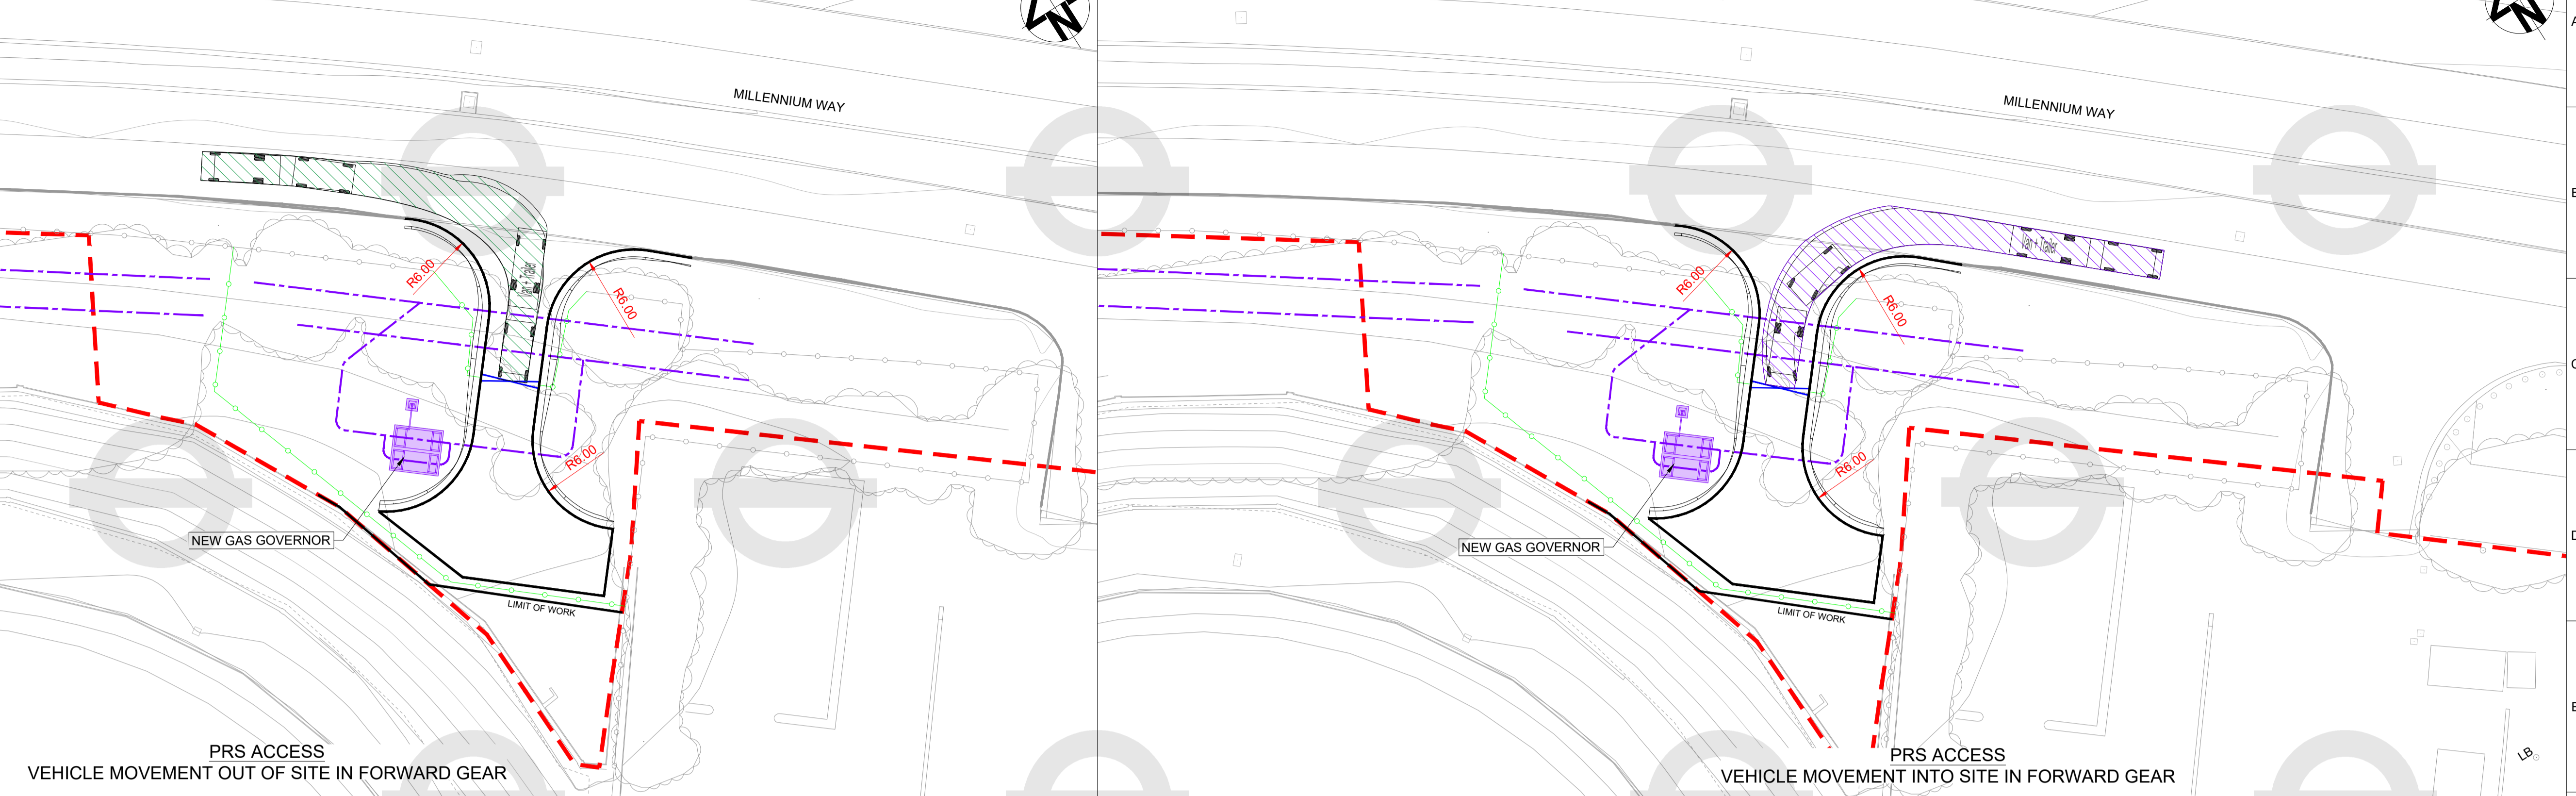 N
MILLENNIUM WAY
R6.00
Van + Trailer
R6.00
R6.00
NEW GAS GOVERNOR
LIMIT OF WORK
PRS ACCESS
VEHICLE MOVEMENT OUT OF SITE IN FORWARD GEAR
N
MILLENNIUM WAY
R6.00
Van + Trailer
R6.00
R6.00
NEW GAS GOVERNOR
LIMIT OF WORK
PRS ACCESS
VEHICLE MOVEMENT INTO SITE IN FORWARD GEAR
LB